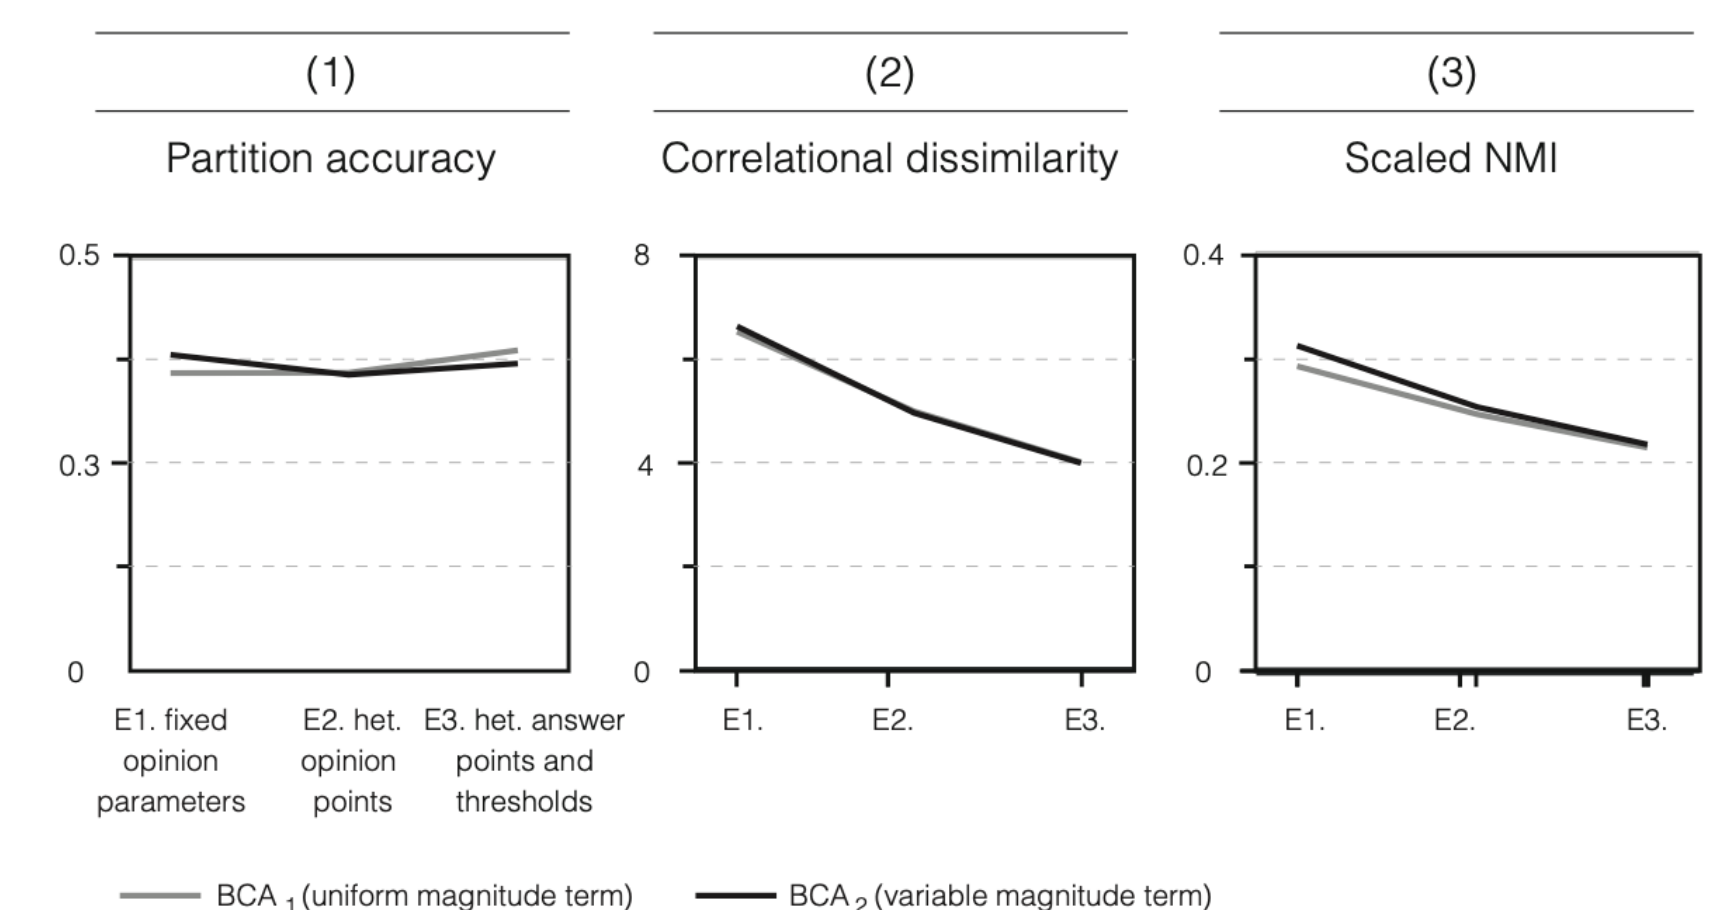 (1)
(2)
(3)
Partition accuracy
Correlational dissimilarity
Scaled NMI
0.5
0.3
0
8
4
0
0.4
0.2
0
E1. fixed
opinion
parameters
E2. het.
opinion
points
E3. het. answer
points and
thresholds
E1.
E2.
E3.
E1.
E2.
E3.
BCA 1 (uniform magnitude term)
BCA 2 (variable magnitude term)